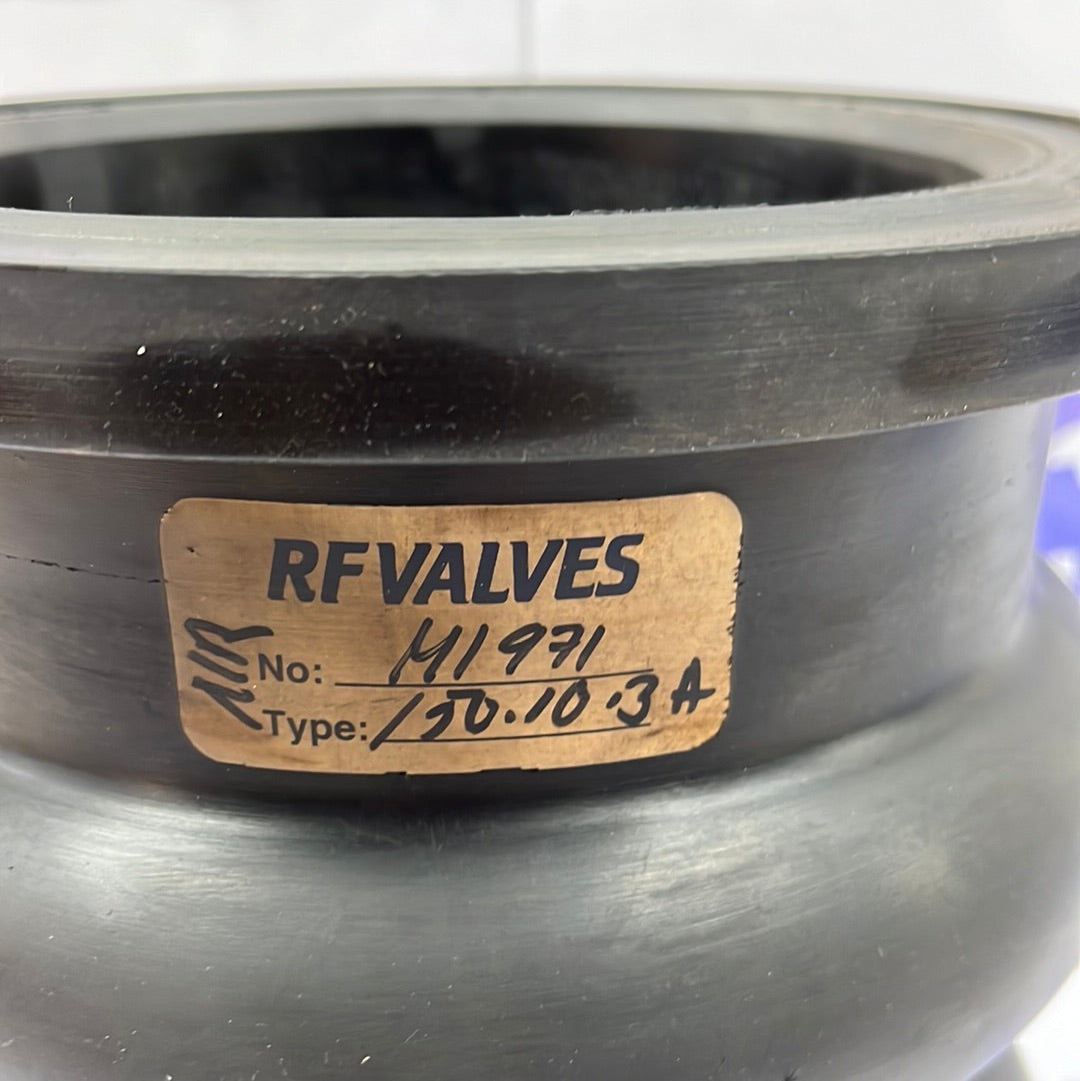 RF VALVES
No: M1971
Type: 150.10.3A